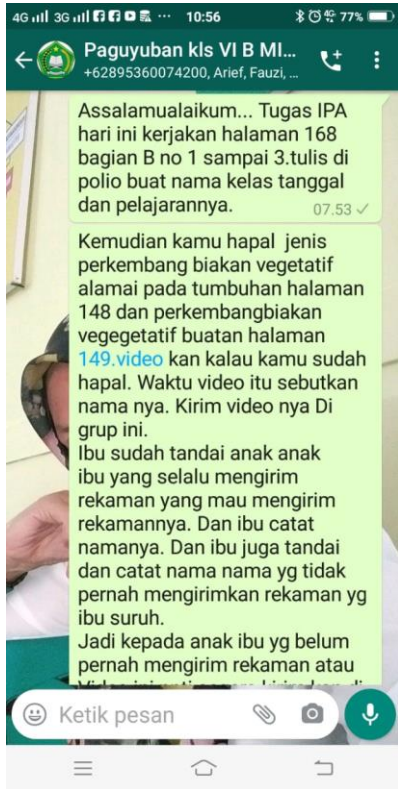 4G 3G ... 10:56 4G 77%
Paguyuban kls VI B MI...
+62895360074200, Arief, Fauzi, ...
Assalamualaikum... Tugas IPA
hari ini kerjakan halaman 168
bagian B no 1 sampai 3.tulis di
polio buat nama kelas tanggal
dan pelajarannya.
07.53
Kemudian kamu hapal jenis
perkembang biakan vegetatif
alamai pada tumbuhan halaman
148 dan perkembangbiakan
vegegetatif buatan halaman
149.video kan kalau kamu sudah
hapal. Waktu video itu sebutkan
nama nya. Kirim video nya Di
grup ini.
Ibu sudah tandai anak anak
ibu yang selalu mengirim
rekaman yang mau mengirim
rekamannya. Dan ibu catat
namanya. Dan ibu juga tandai
dan catat nama nama yg tidak
pernah mengirimkan rekaman yg
ibu suruh.
Jadi kepada anak ibu yg belum
pernah mengirim rekaman atau
Ketik pesan